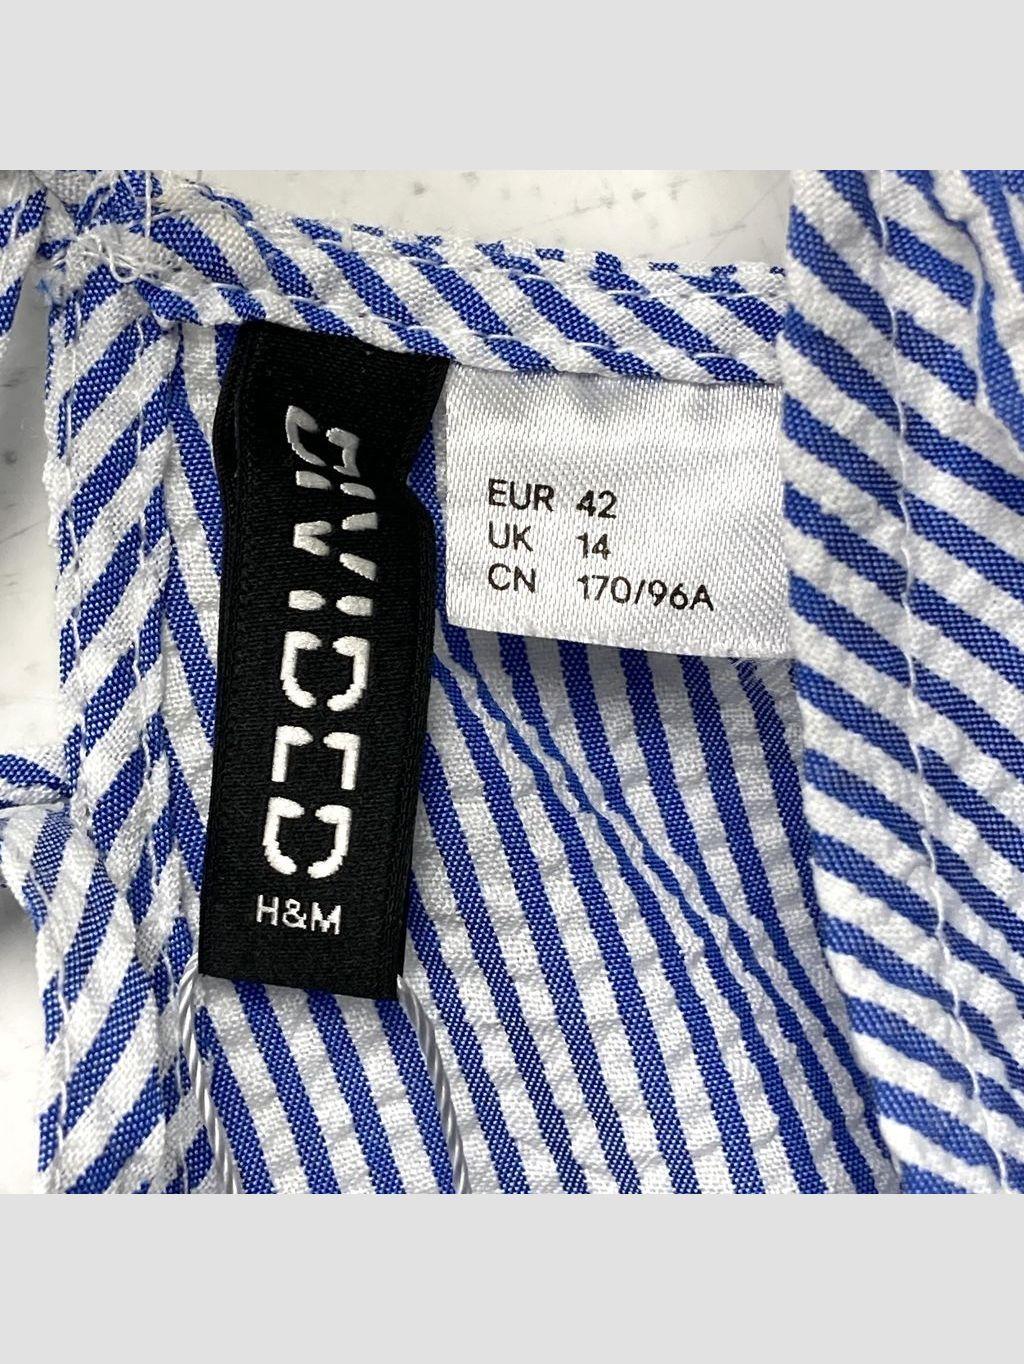 DIVIDED
H&M
EUR 42
UK 14
CN 170/96A